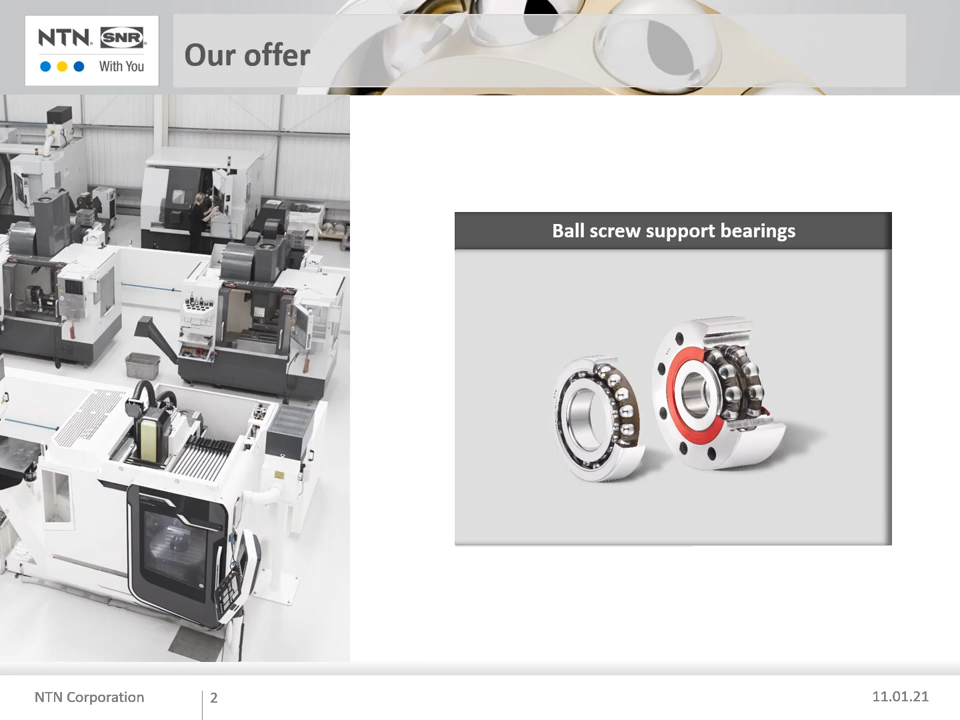 NTN® SNR®
With You
Our offer
Ball screw support bearings
NTN Corporation
2
11.01.21